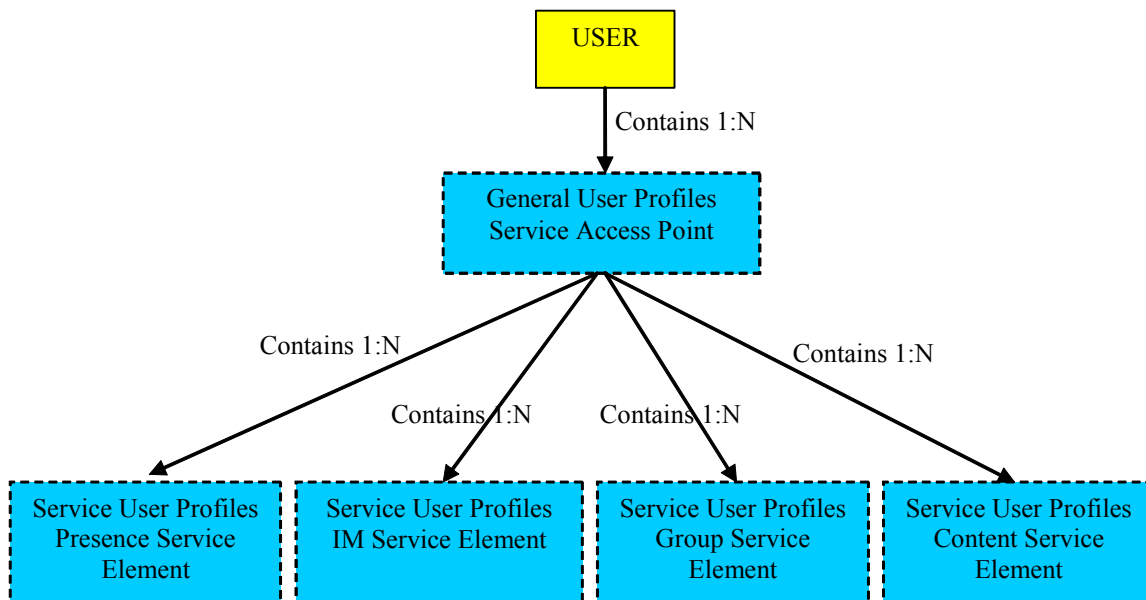 USER
Contains 1:N
General User Profiles
Service Access Point
Contains 1:N
Contains 1:N
Contains 1:N
Contains 1:N
Service User Profiles
Presence Service
Element
Service User Profiles
IM Service Element
Service User Profiles
Group Service
Element
Service User Profiles
Content Service
Element